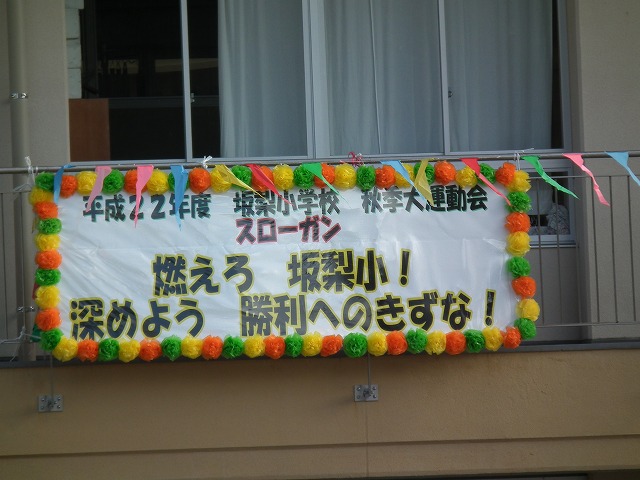 平成22年度　坂梨小学校　秋季大運動会
スローガン
燃えろ　坂梨小！
深めよう　勝利へのきずな！